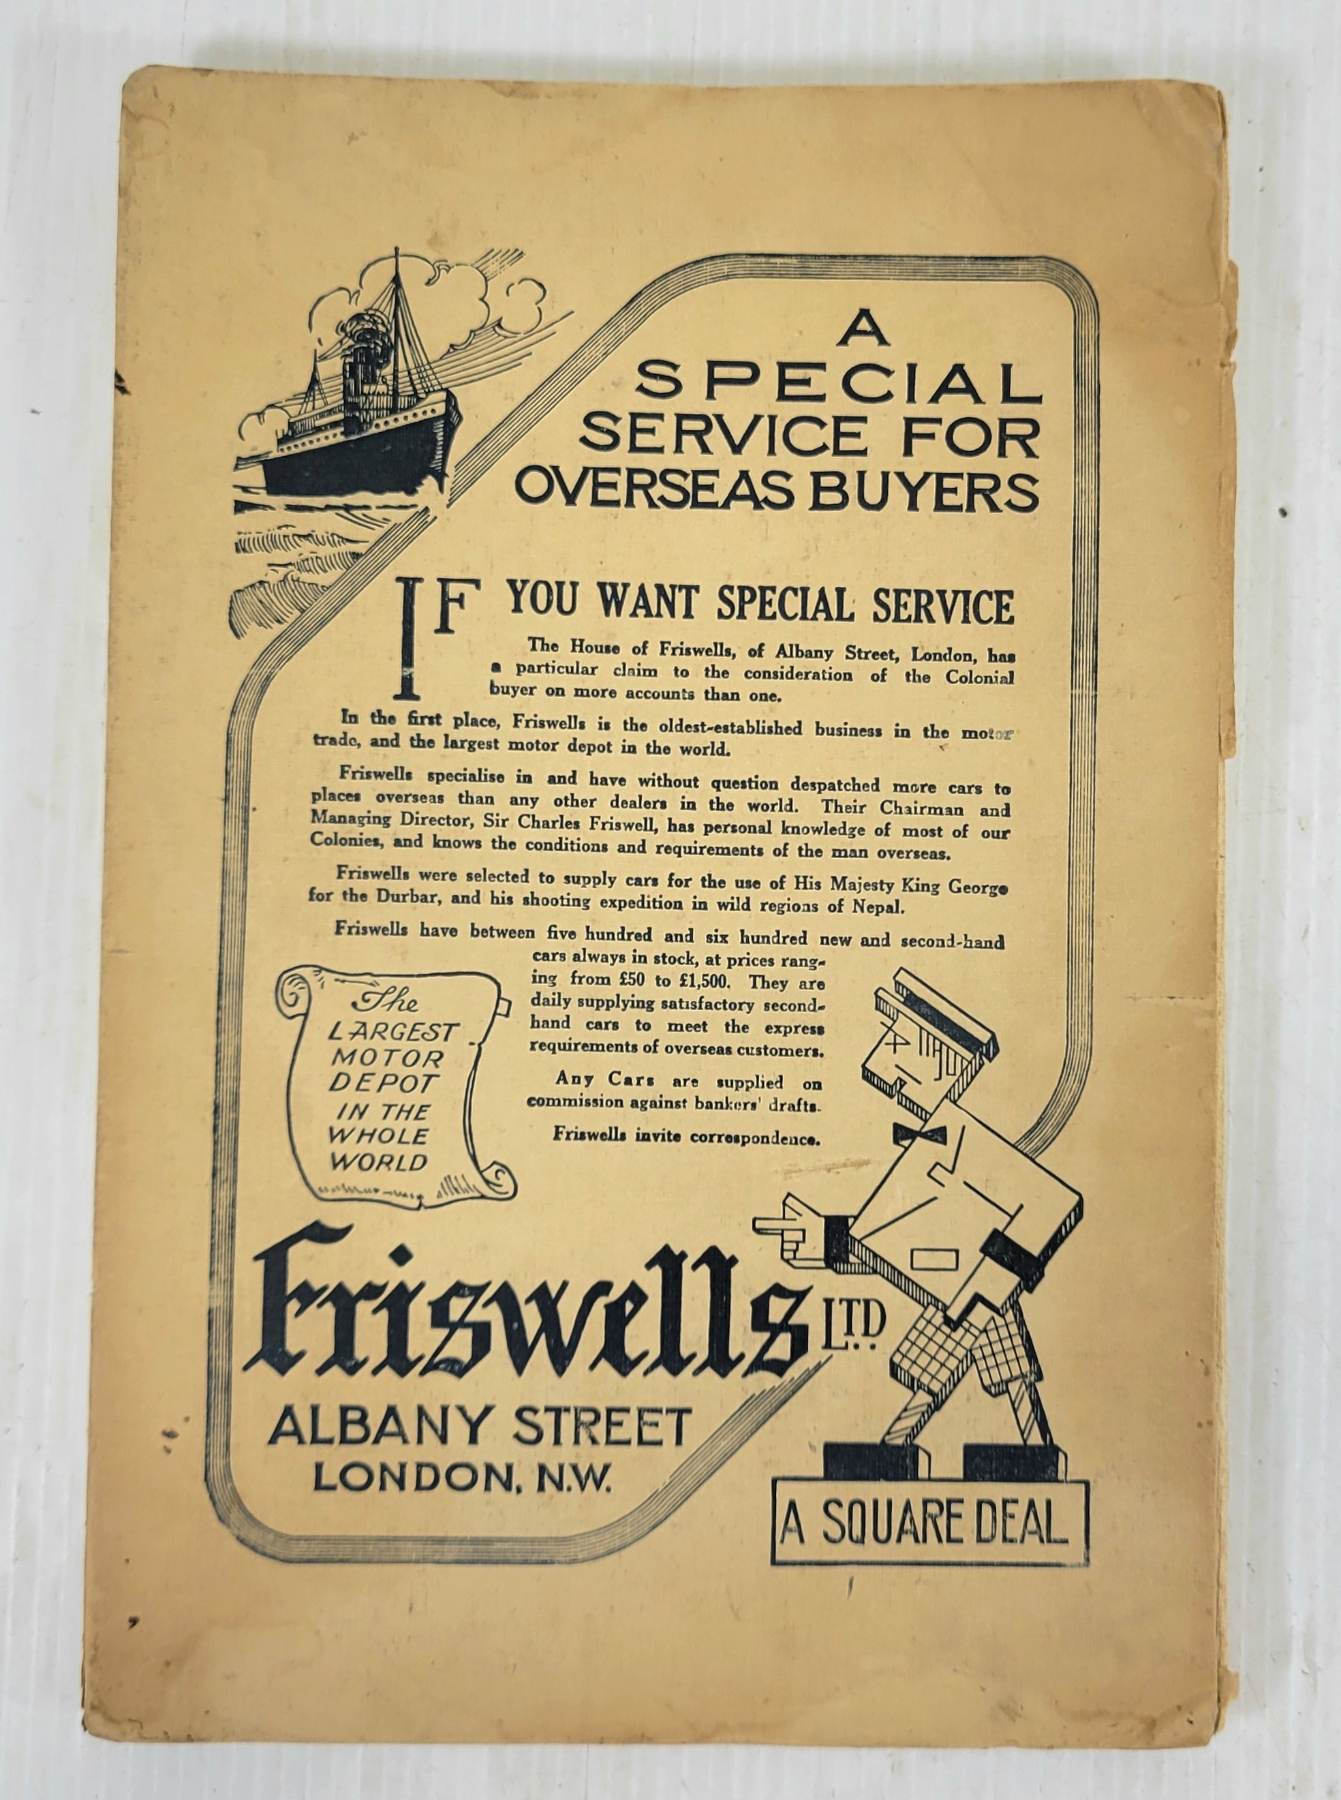 A
SPECIAL
SERVICE FOR
OVERSEAS BUYERS
IF YOU WANT SPECIAL SERVICE
The House of Friswells, of Albany Street, London, has
a particular claim to the consideration of the Colonial
buyer on more accounts than one.
In the first place, Friswells is the oldest-established business in the motor
trade, and the largest motor depot in the world.
Friswells specialise in and have without question despatched more cars to
places overseas than any other dealers in the world. Their Chairman and
Managing Director, Sir Charles Friswell, has personal knowledge of most of our
Colonies, and knows the conditions and requirements of the man overseas.
Friswells were selected to supply cars for the use of His Majesty King George
for the Durbar, and his shooting expedition in wild regions of Nepal.
Friswells have between five hundred and six hundred new and second-hand
cars always in stock, at prices rang-
ing from £50 to £1,500. They are
daily supplying satisfactory second-
hand cars to meet the express
requirements of overseas customers.
Any Cars are supplied on
commission against bankers' drafts.
Friswells invite correspondence.
The
LARGEST
MOTOR
DEPOT
IN THE
WHOLE
WORLD
Friswells LTD
ALBANY STREET
LONDON, N.W.
A SQUARE DEAL